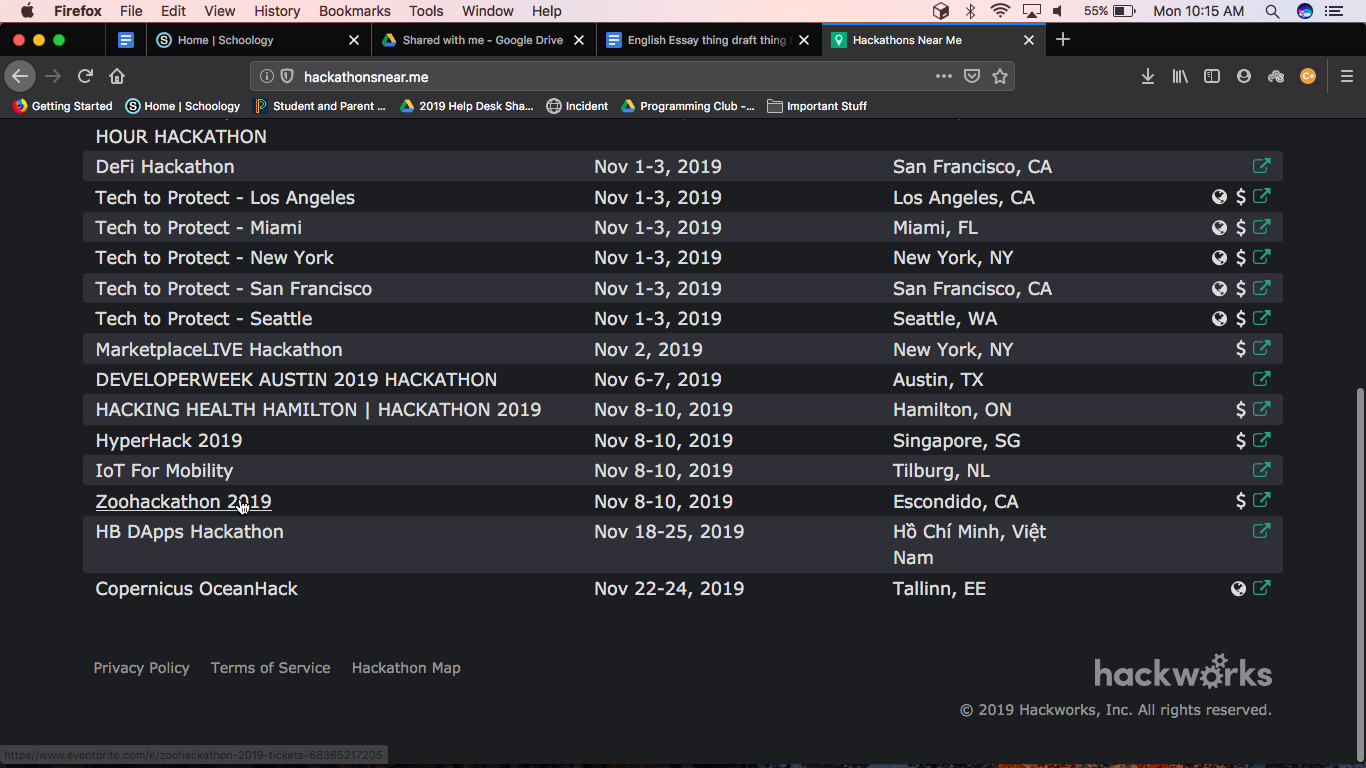 Firefox File Edit View History Bookmarks Tools Window Help 55% Mon 10:15 AM
Home | Schoology Shared with me - Google Drive English Essay thing draft thing Hackathons Near Me
hackathonsnear.me
Getting Started Home | Schoology Student and Parent ... 2019 Help Desk Sha... Incident Programming Club -... Important Stuff
HOUR HACKATHON
DeFi Hackathon Nov 1-3, 2019 San Francisco, CA
Tech to Protect - Los Angeles Nov 1-3, 2019 Los Angeles, CA $
Tech to Protect - Miami Nov 1-3, 2019 Miami, FL $
Tech to Protect - New York Nov 1-3, 2019 New York, NY $
Tech to Protect - San Francisco Nov 1-3, 2019 San Francisco, CA $
Tech to Protect - Seattle Nov 1-3, 2019 Seattle, WA $
MarketplaceLIVE Hackathon Nov 2, 2019 New York, NY $
DEVELOPERWEEK AUSTIN 2019 HACKATHON Nov 6-7, 2019 Austin, TX
HACKING HEALTH HAMILTON | HACKATHON 2019 Nov 8-10, 2019 Hamilton, ON $
HyperHack 2019 Nov 8-10, 2019 Singapore, SG $
IoT For Mobility Nov 8-10, 2019 Tilburg, NL
Zoohackathon 2019 Nov 8-10, 2019 Escondido, CA $
HB DApps Hackathon Nov 18-25, 2019 Hồ Chí Minh, Việt
Nam
Copernicus OceanHack Nov 22-24, 2019 Tallinn, EE
Privacy Policy Terms of Service Hackathon Map
hackworks
© 2019 Hackworks, Inc. All rights reserved.
https://www.eventbrite.com/e/zoohackathon-2019-tickets-68365217205